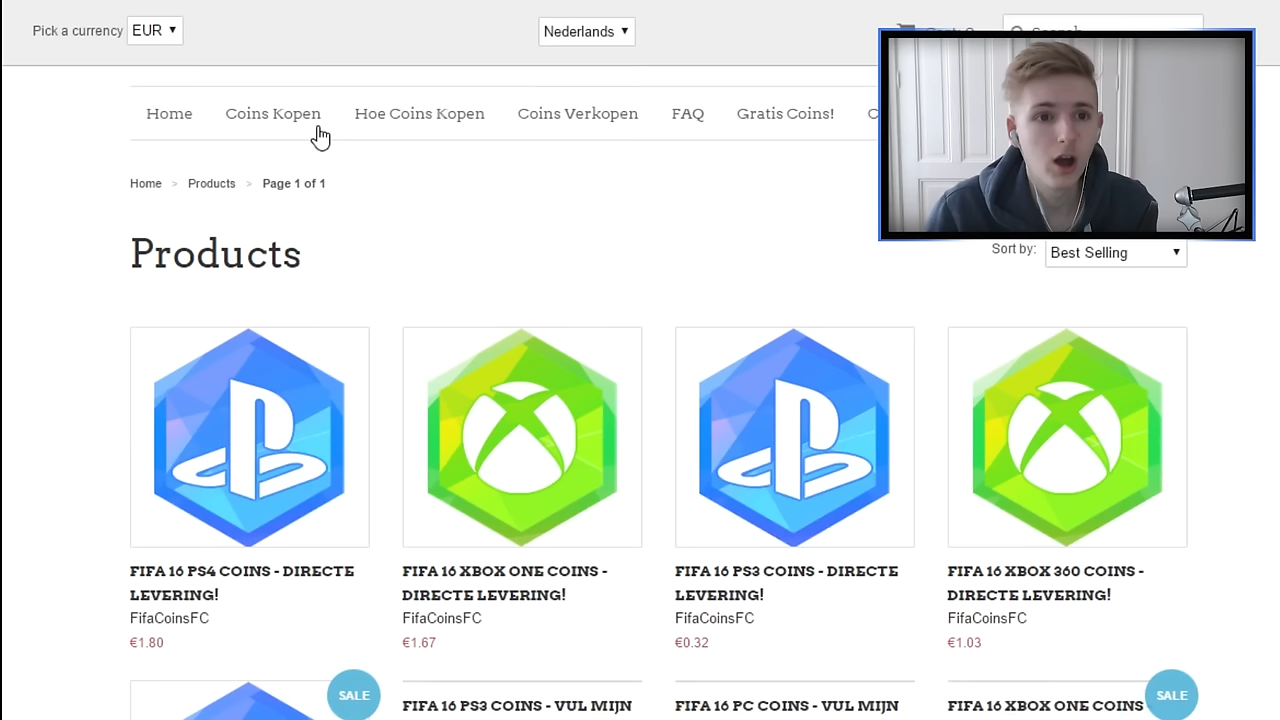 Pick a currency EUR
Nederlands
Home Coins Kopen Hoe Coins Kopen Coins Verkopen FAQ Gratis Coins!
Home > Products > Page 1 of 1
Products
Sort by: Best Selling
FIFA 16 PS4 COINS - DIRECTE LEVERING!
FifaCoinsFC
€1.80
FIFA 16 XBOX ONE COINS - DIRECTE LEVERING!
FifaCoinsFC
€1.67
FIFA 16 PS3 COINS - DIRECTE LEVERING!
FifaCoinsFC
€0.32
FIFA 16 XBOX 360 COINS - DIRECTE LEVERING!
FifaCoinsFC
€1.03
SALE
FIFA 16 PS3 COINS - VUL MIJN
FIFA 16 PC COINS - VUL MIJN
FIFA 16 XBOX ONE COINS
SALE